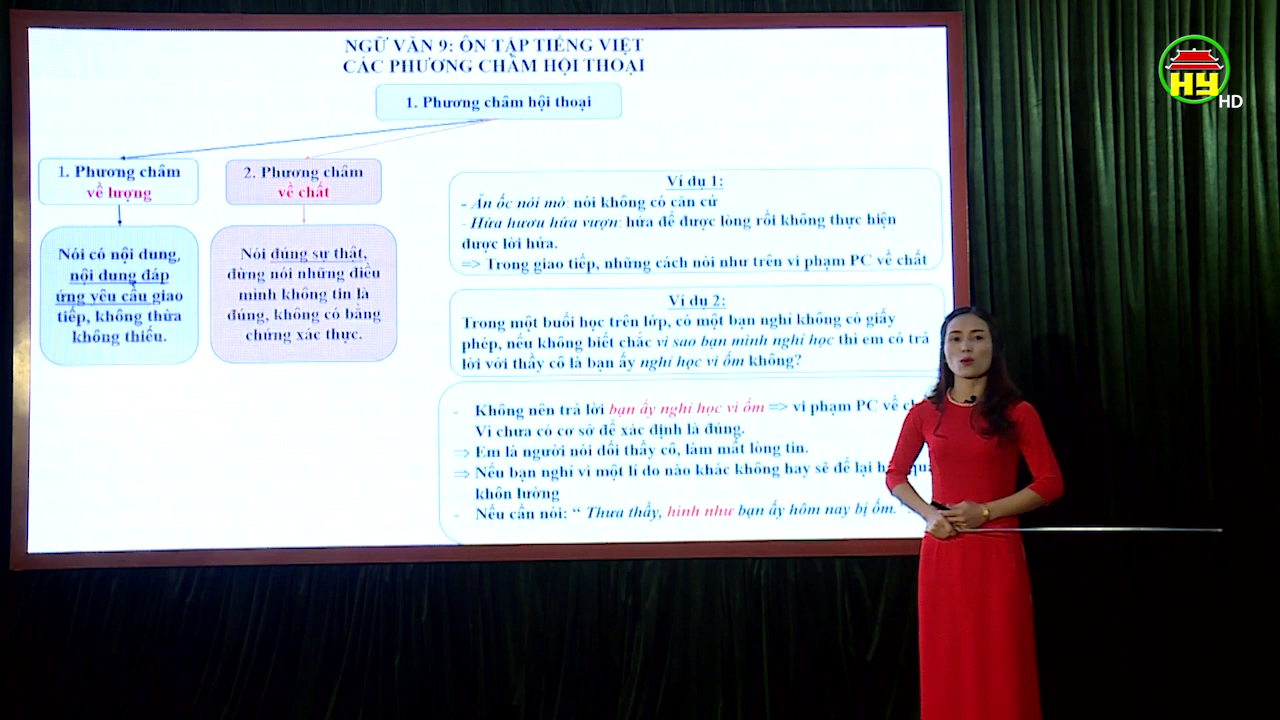 NGỮ VĂN 9: ÔN TẬP TIẾNG VIỆT
CÁC PHƯƠNG CHÂM HỘI THOẠI
1. Phương châm hội thoại
1. Phương châm
về lượng
Nói có nội dung,
nội dung đáp
ứng yêu cầu giao
tiếp, không thừa
không thiếu.
2. Phương châm
về chất
Nói đúng sự thật,
đừng nói những điều
mình không tin là
đúng, không có bằng
chứng xác thực.
Ví dụ 1:
- Ăn ốc nói mò: nói không có căn cứ
- Hứa hươu hứa vượn: hứa để được lòng rồi không thực hiện
được lời hứa.
=> Trong giao tiếp, những cách nói như trên vi phạm PC về chất
Ví dụ 2:
Trong một buổi học trên lớp, có một bạn nghỉ không có giấy
phép, nếu không biết chắc vì sao bạn mình nghỉ học thì em có trả
lời với thầy cô là bạn ấy nghỉ học vì ốm không?
- Không nên trả lời bạn ấy nghỉ học vì ốm => vi phạm PC về
Vì chưa có cơ sở để xác định là đúng.
⇒ Em là người nói dối thầy cô, làm mất lòng tin.
⇒ Nếu bạn nghỉ vì một lí do nào khác không hay sẽ để lại
khôn lường
- Nếu cần nói: “ Thưa thầy, hình như bạn ấy hôm nay bị ốm.
HY
HD